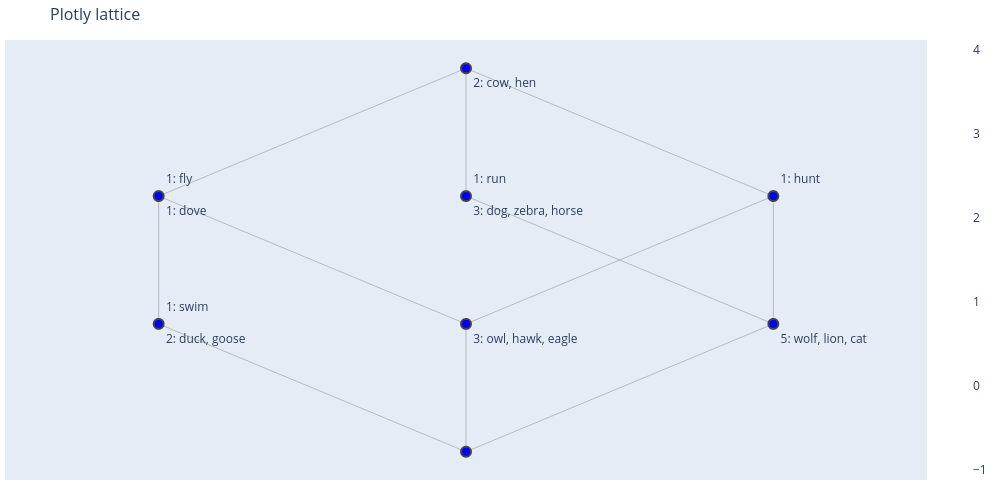 Plotly lattice
4
2: cow, hen
3
1: fly
1: run
1: hunt
1: dove
3: dog, zebra, horse
2
1: swim
1
2: duck, goose
3: owl, hawk, eagle
5: wolf, lion, cat
0
−1